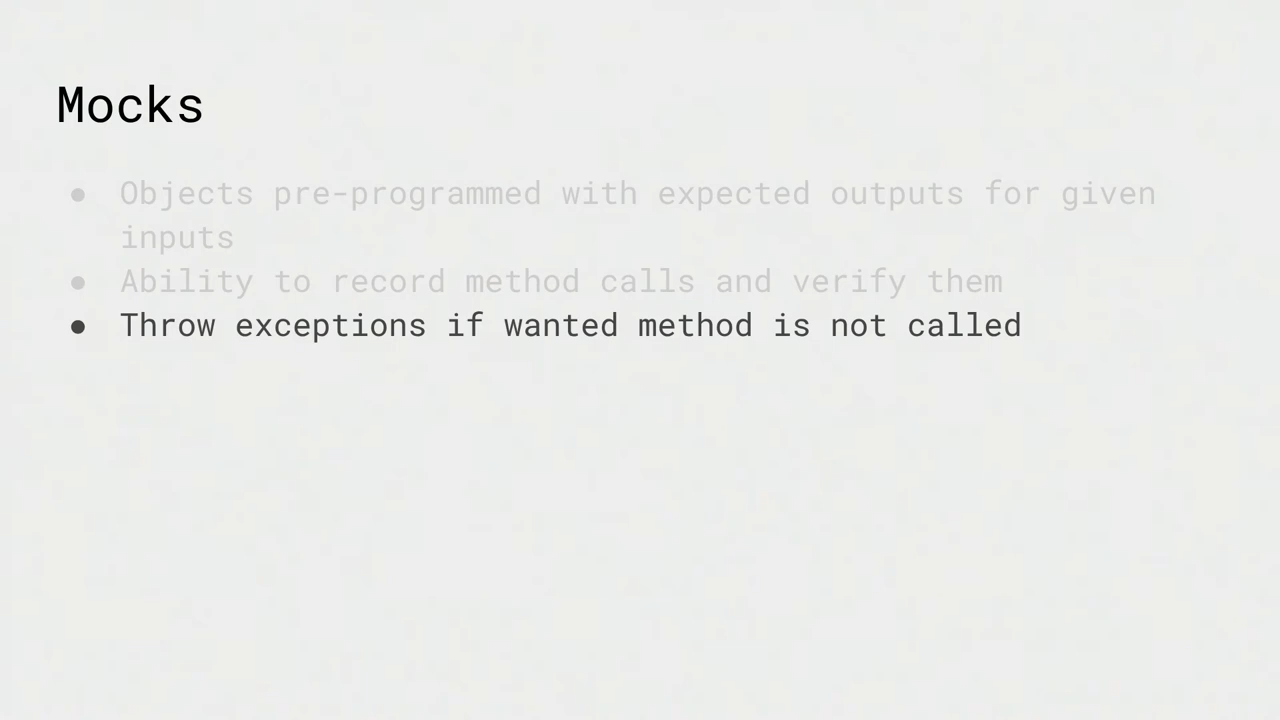 Mocks
● Objects pre-programmed with expected outputs for given
inputs
● Ability to record method calls and verify them
● Throw exceptions if wanted method is not called